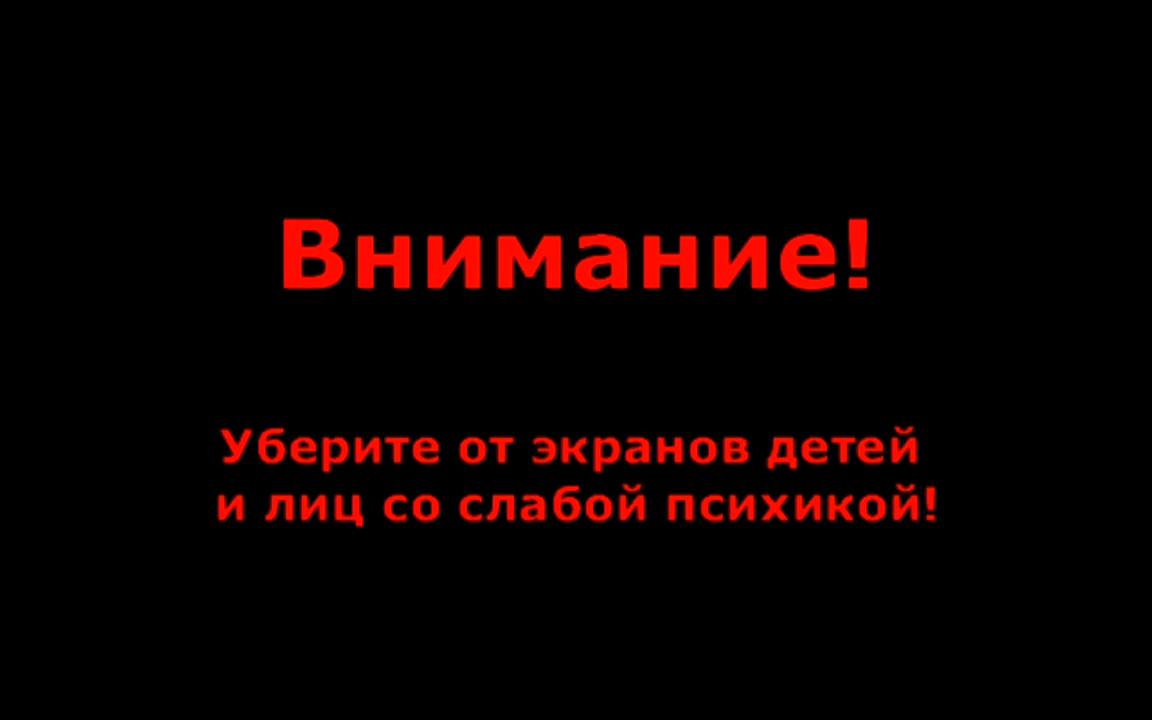 Внимание!
Уберите от экранов детей
и лиц со слабой психикой!